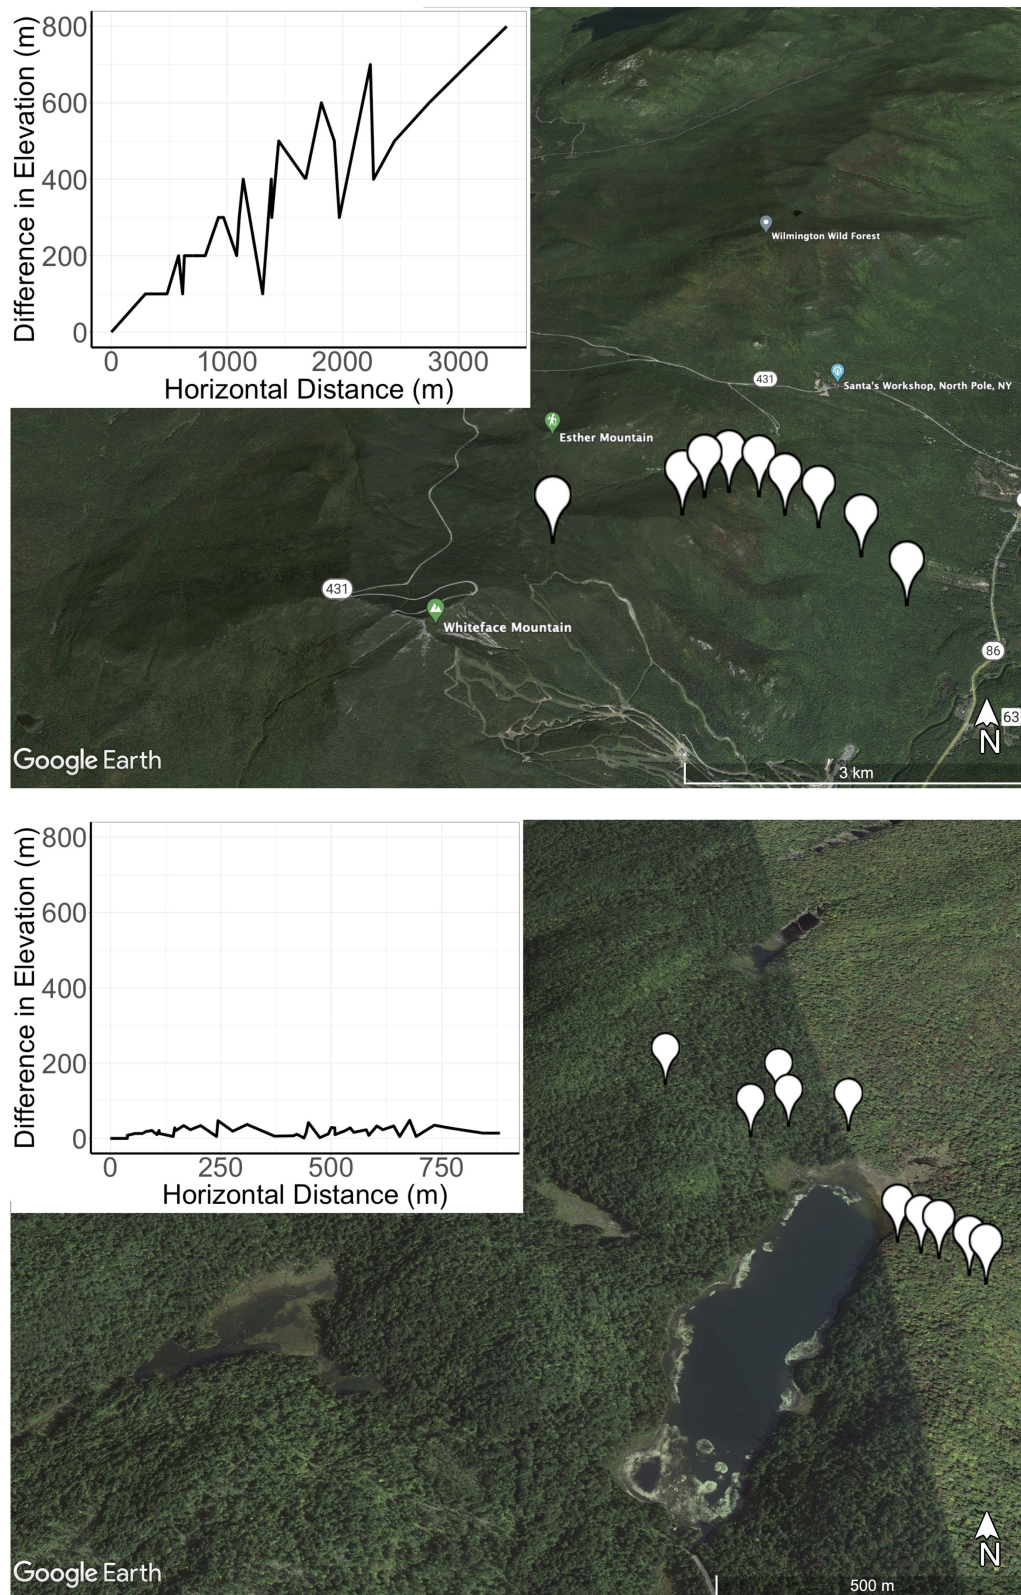 Difference in Elevation (m)
800
600
400
200
0
0 1000 2000 3000
Horizontal Distance (m)
Wilmington Wild Forest
431
Santa's Workshop, North Pole, NY
Esther Mountain
431
Whiteface Mountain
86
N
63
Google Earth
3 km
Difference in Elevation (m)
800
600
400
200
0
0 250 500 750
Horizontal Distance (m)
N
Google Earth
500 m